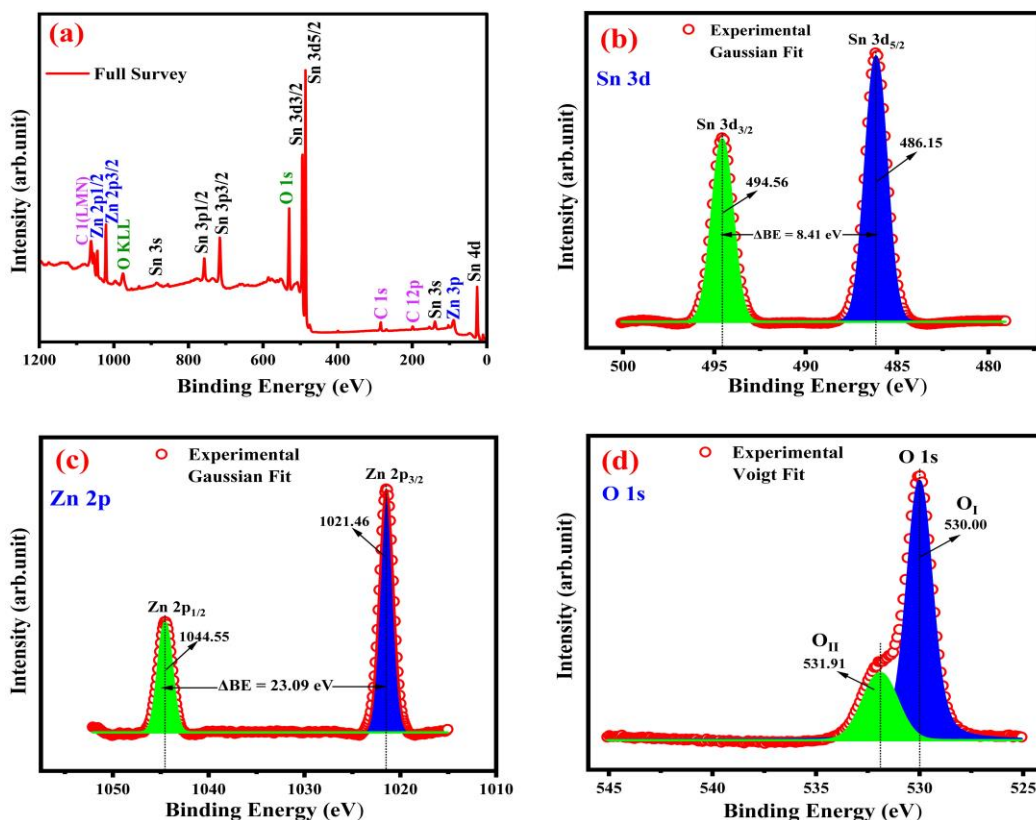 (a)
Full Survey
Intensity (arb.unit)
C 1(LMN)
Zn 2p1/2
Zn 2p3/2
O KLL
Sn 3s
Sn 3p1/2
Sn 3p3/2
O 1s
Sn 3d3/2
Sn 3d5/2
C 1s
C 12p
Sn 3s
Zn 3p
Sn 4d
1200 1000 800 600 400 200 0
Binding Energy (eV)
(b)
Experimental
Gaussian Fit
Sn 3d
Sn 3d5/2
Sn 3d3/2
486.15
494.56
ΔBE = 8.41 eV
Intensity (arb.unit)
500 495 490 485 480
Binding Energy (eV)
(c)
Experimental
Gaussian Fit
Zn 2p
Zn 2p3/2
1021.46
Zn 2p1/2
1044.55
ΔBE = 23.09 eV
Intensity (arb.unit)
1050 1040 1030 1020 1010
Binding Energy (eV)
(d)
Experimental
Voigt Fit
O 1s
O 1s
OI
530.00
OII
531.91
Intensity (arb.unit)
545 540 535 530 525
Binding Energy (eV)